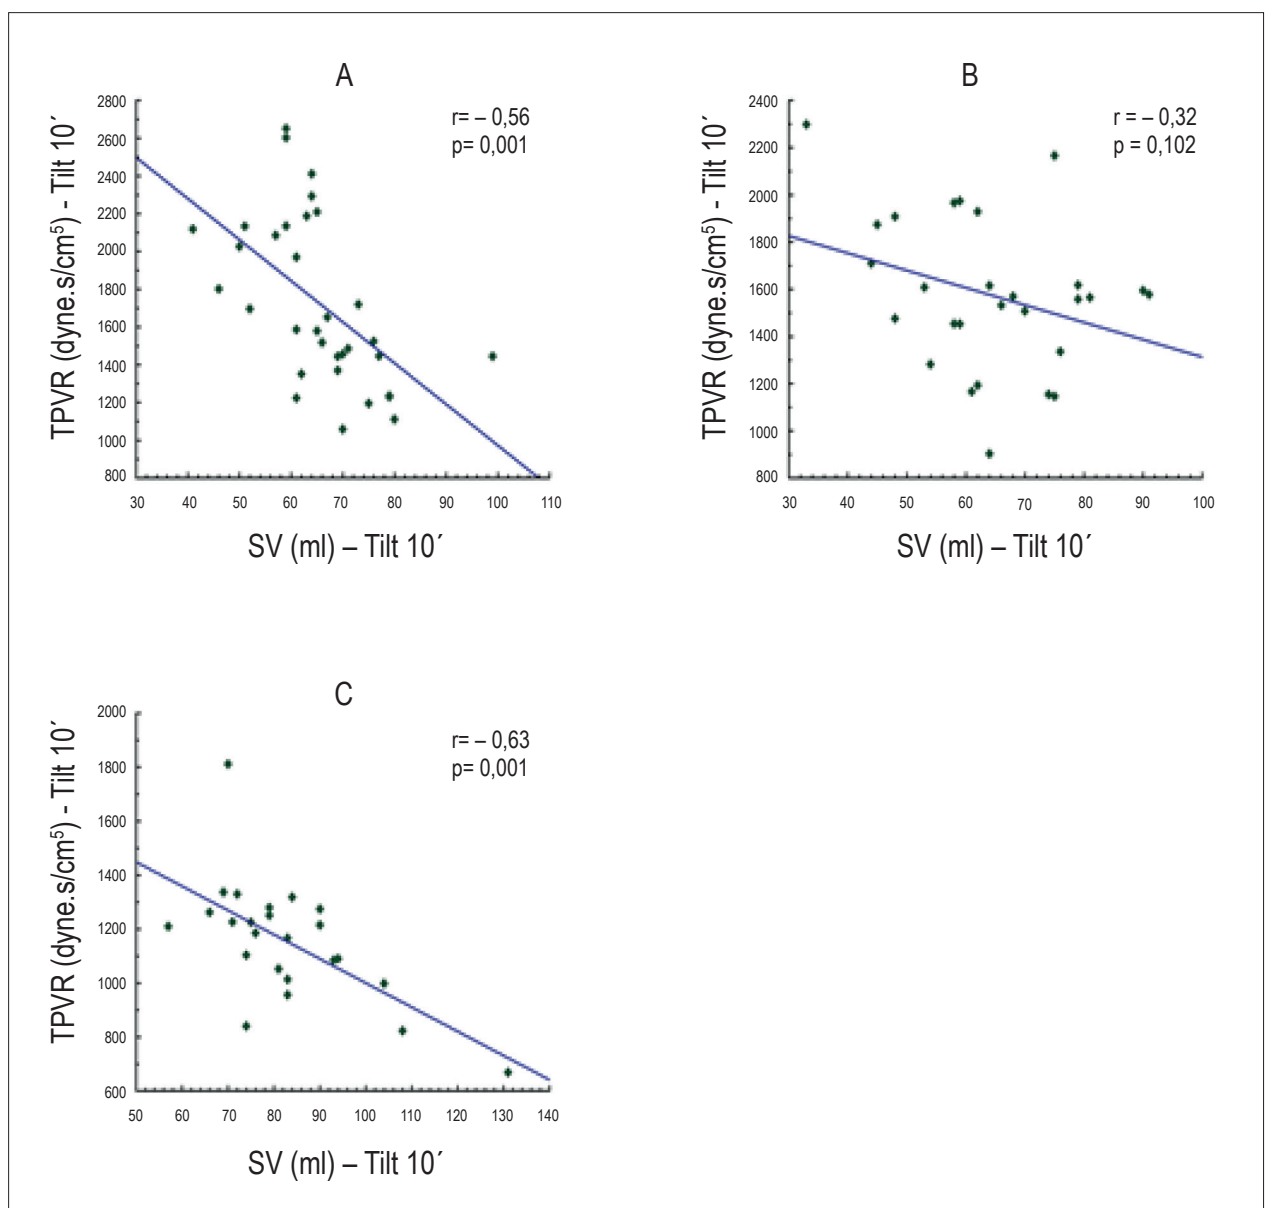 A
r= – 0,56
p= 0,001
TPVR (dyne.s/cm⁵) - Tilt 10´
2800
2600
2400
2200
2000
1800
1600
1400
1200
1000
800
30 40 50 60 70 80 90 100 110
SV (ml) – Tilt 10´
B
r = – 0,32
p = 0,102
TPVR (dyne.s/cm⁵) - Tilt 10´
2400
2200
2000
1800
1600
1400
1200
1000
800
30 40 50 60 70 80 90 100
SV (ml) – Tilt 10´
C
r= – 0,63
p= 0,001
TPVR (dyne.s/cm⁵) - Tilt 10´
2000
1800
1600
1400
1200
1000
800
600
50 60 70 80 90 100 110 120 130 140
SV (ml) – Tilt 10´